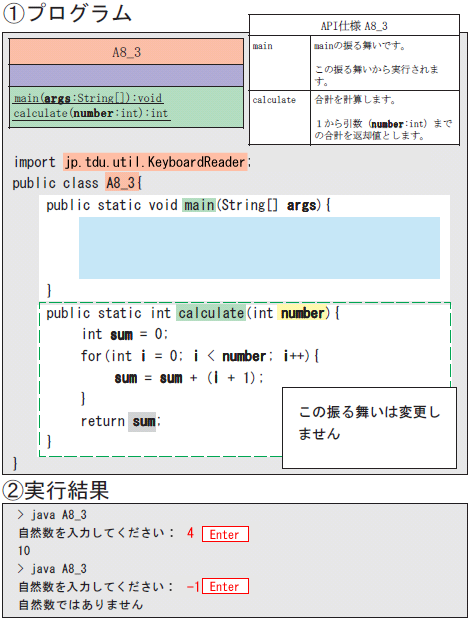 ①プログラム
A8_3
main(args:String[]):void
calculate(number:int):int
API仕様 A8_3
main
mainの振る舞いです。
この振る舞いから実行されま
す。
calculate
合計を計算します。
１から引数（number:int）まで
の合計を返却値とします。
import jp.tdu.util.KeyboardReader;
public class A8_3{
public static void main(String[] args){
}
public static int calculate(int number){
int sum = 0;
for(int i = 0; i < number; i++){
sum = sum + (i + 1);
}
return sum;
}
}
この振る舞いは変更し
ません
②実行結果
> java A8_3
自然数を入力してください： 4 Enter
10
> java A8_3
自然数を入力してください： -1 Enter
自然数ではありません